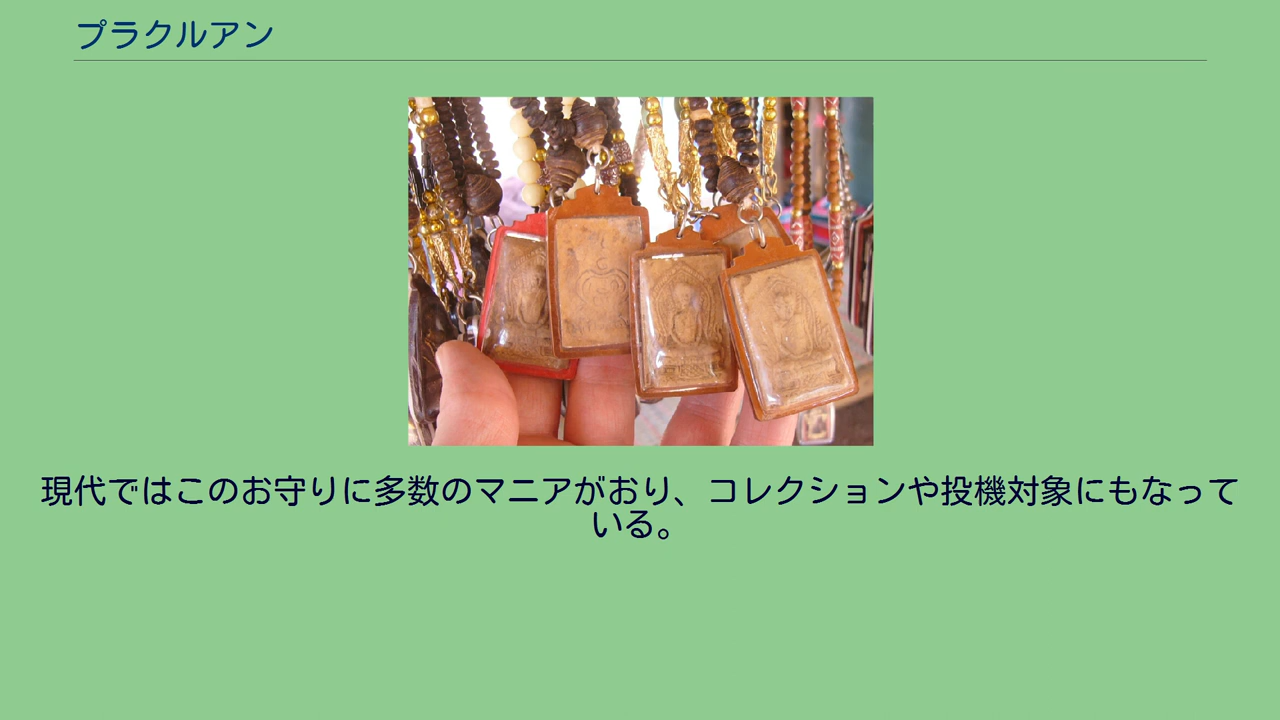 プラクルアン
現代ではこのお守りに多数のマニアがおり、コレクションや投機対象にもなって
いる。